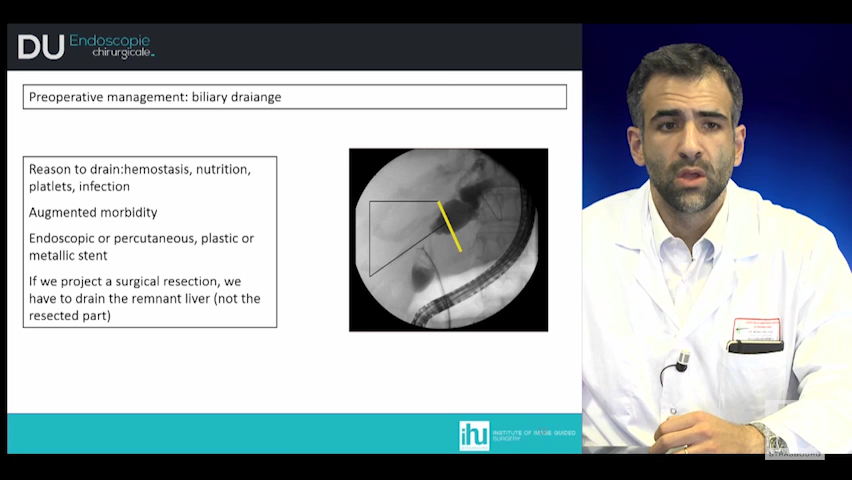 DU Endoscopie
chirurgicale
Preoperative management: biliary draiange
Reason to drain:hemostasis, nutrition,
platlets, infection
Augmented morbidity
Endoscopic or percutaneous, plastic or
metallic stent
If we project a surgical resection, we
have to drain the remnant liver (not the
resected part)
ihu INSTITUTE OF IMAGE GUIDED
SURGERY
STRASBOURG